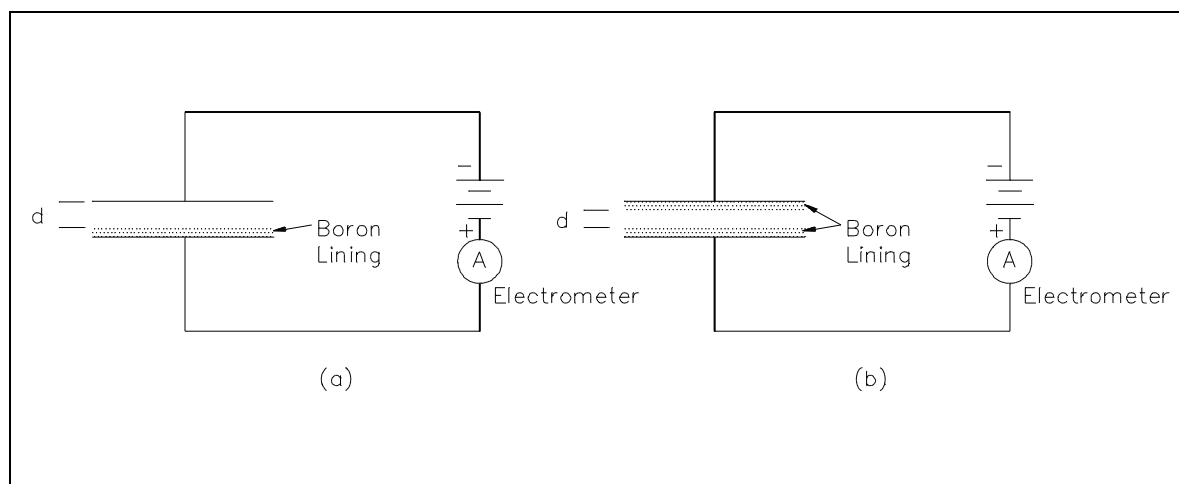 −
d
Boron
Lining
+
A
Electrometer
(a)
−
d
Boron
Lining
+
A
Electrometer
(b)